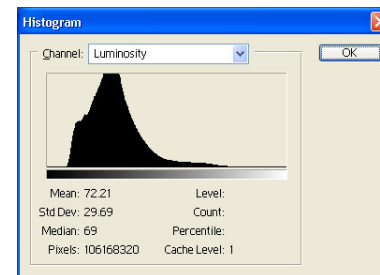 Histogram
Channel: Luminosity
OK
Mean: 72.21 Level:
Std Dev: 29.69 Count:
Median: 69 Percentile:
Pixels: 106168320 Cache Level: 1